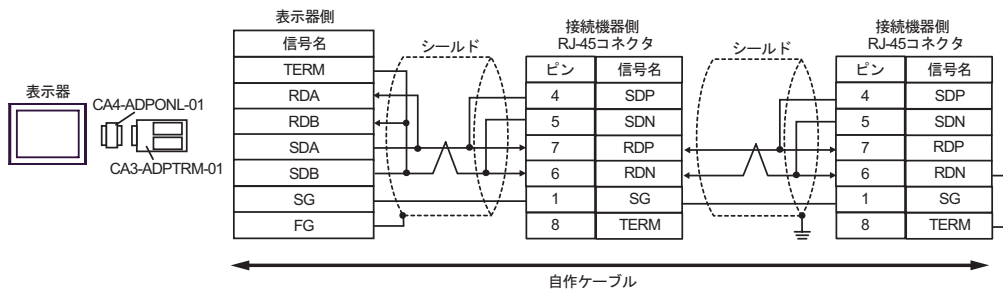 表示器
CA4-ADPONL-01
CA3-ADPTRM-01
表示器側
信号名
TERM
RDA
RDB
SDA
SDB
SG
FG
シールド
接続機器側
RJ-45コネクタ
ピン 信号名
4 SDP
5 SDN
7 RDP
6 RDN
1 SG
8 TERM
シールド
接続機器側
RJ-45コネクタ
ピン 信号名
4 SDP
5 SDN
7 RDP
6 RDN
1 SG
8 TERM
自作ケーブル